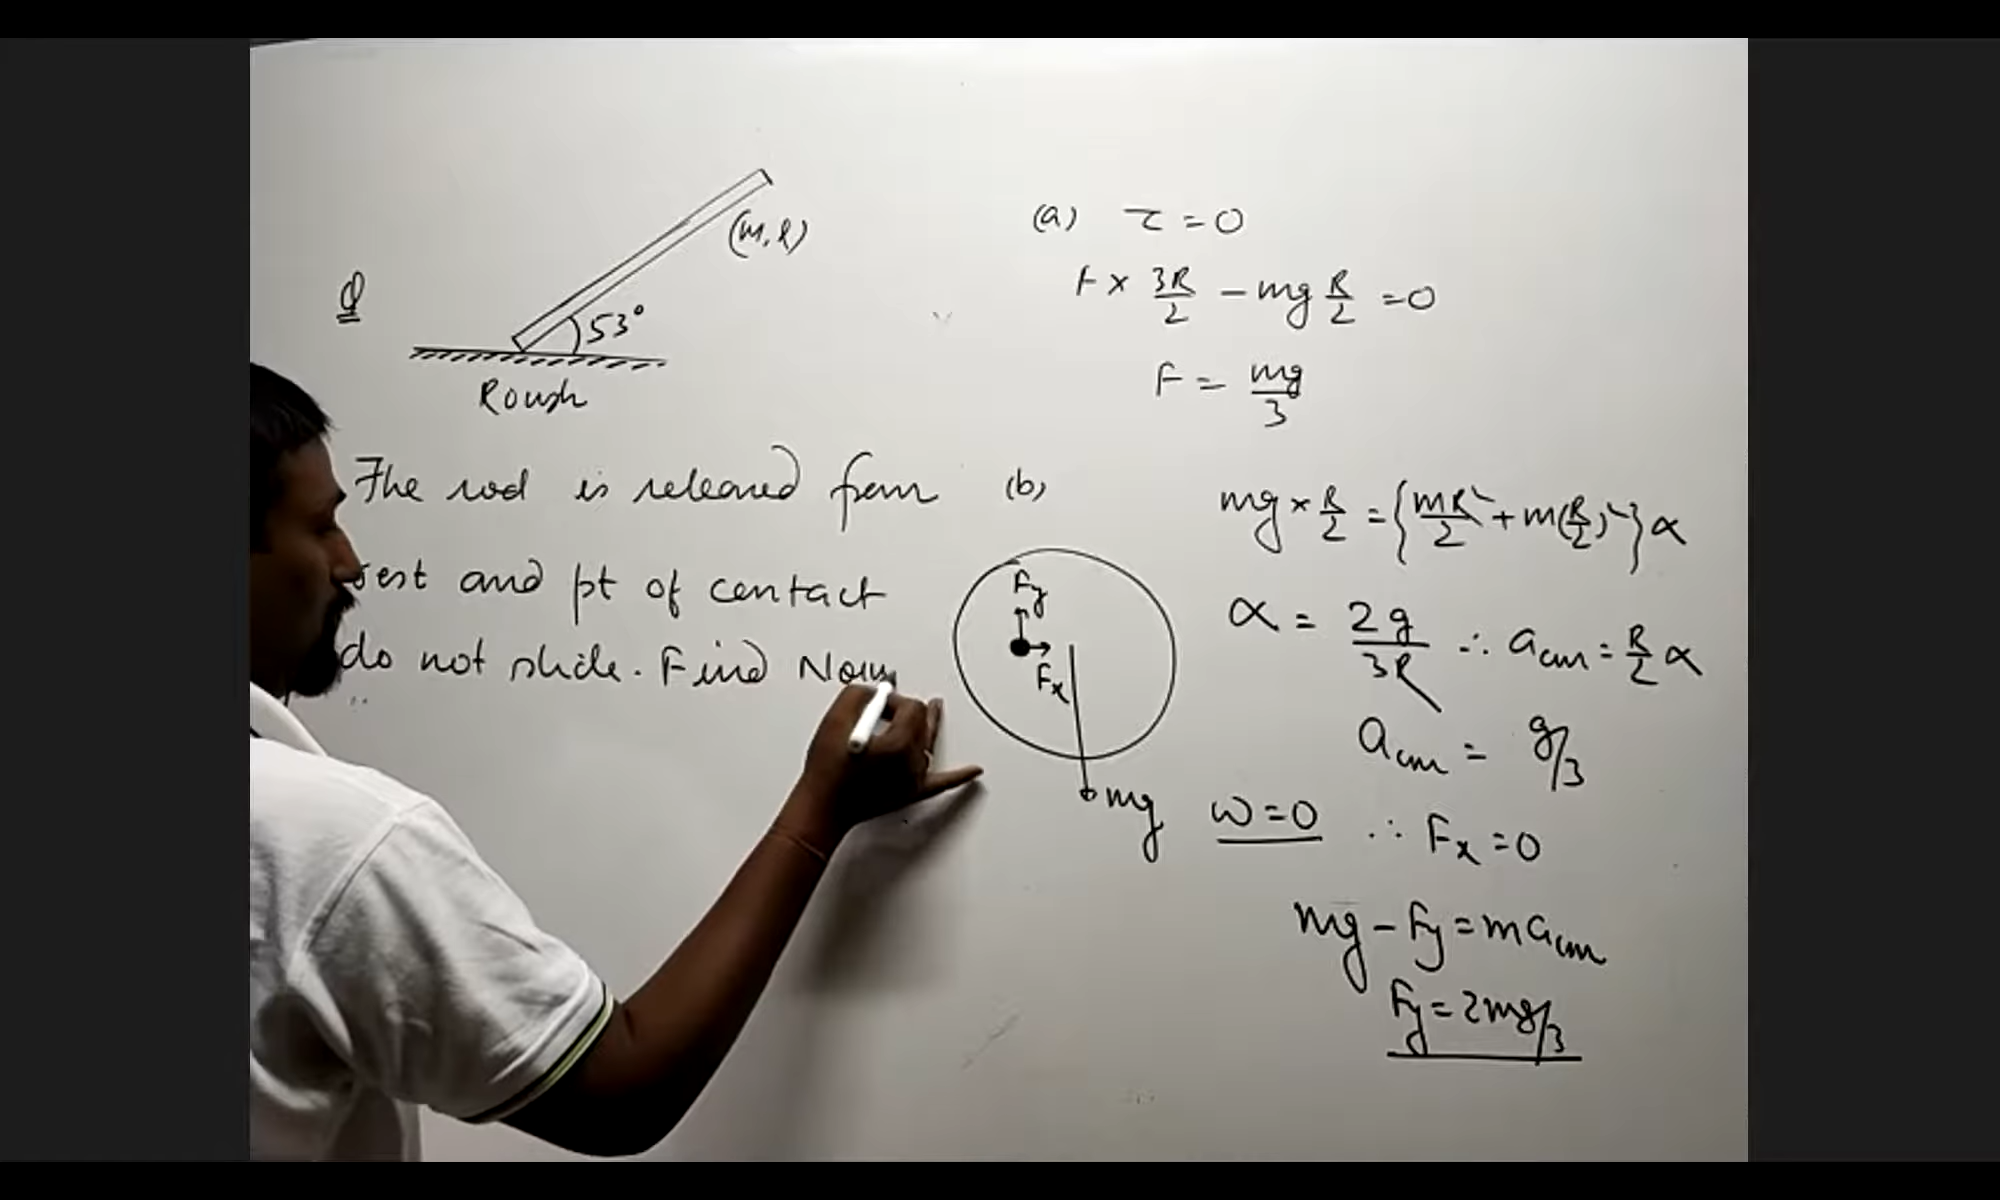 Q
(m, l)
53°
Rough
The rod is released from
rest and pt of contact
do not slide. Find Nor
(a) τ = 0
F × 3R/2 - mg R/2 = 0
F = mg/3
(b)
mg × R/2 = {mR²/2 + m(R/2)²} α
α = 2g/3R ∴ acm = R/2 α
acm = g/3
Fy
Fx
mg
ω = 0 ∴ Fx = 0
mg - Fy = macm
Fy = 2mg/3